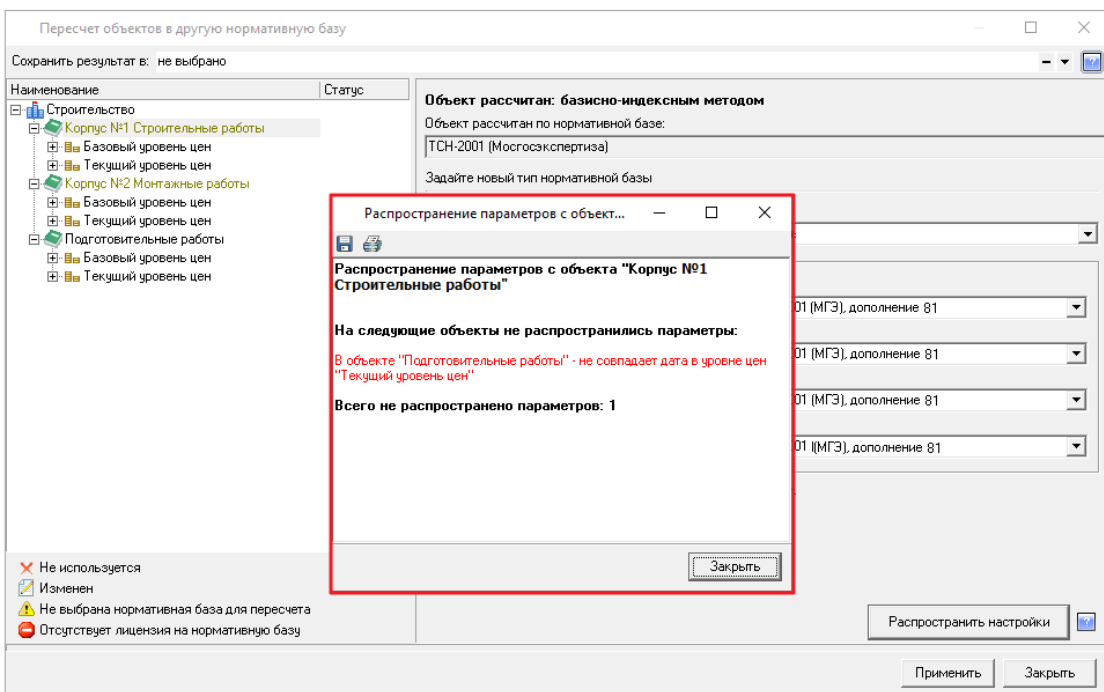 Пересчет объектов в другую нормативную базу
Сохранить результат в: не выбрано
Наименование
Статус
Строительство
Корпус №1 Строительные работы
Базовый уровень цен
Текущий уровень цен
Корпус №2 Монтажные работы
Базовый уровень цен
Текущий уровень цен
Подготовительные работы
Базовый уровень цен
Текущий уровень цен
Не используется
Изменен
Не выбрана нормативная база для пересчета
Отсутствует лицензия на нормативную базу
Объект рассчитан: базисно-индексным методом
Объект рассчитан по нормативной базе:
ТСН-2001 (Мосгосэкспертиза)
Задайте новый тип нормативной базы
01 (МГЭ), дополнение 81
01 (МГЭ), дополнение 81
01 (МГЭ), дополнение 81
01 I(МГЭ), дополнение 81
Распространение параметров с объект...
Распространение параметров с объекта "Корпус №1
Строительные работы"
На следующие объекты не распространились параметры:
В объекте "Подготовительные работы" - не совпадает дата в уровне цен
"Текущий уровень цен"
Всего не распространено параметров: 1
Закрыть
Распространить настройки
Применить
Закрыть